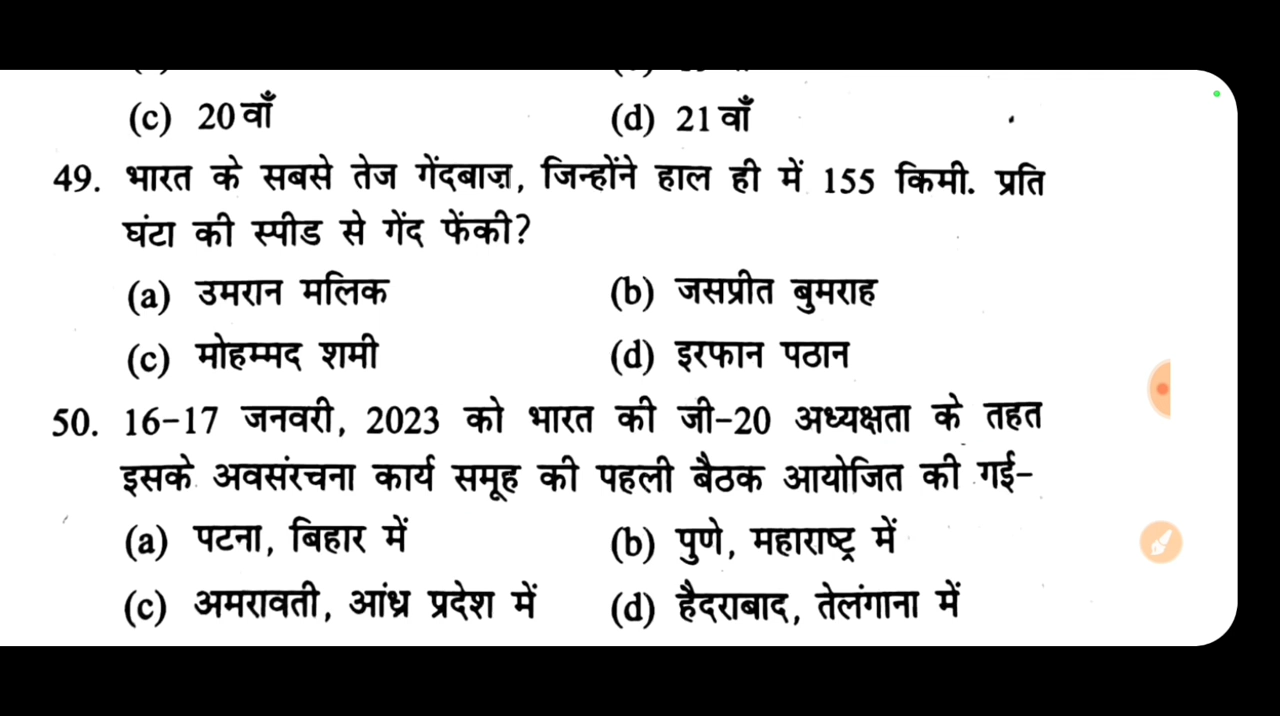 (c) 20वाँ (d) 21वाँ
49. भारत के सबसे तेज गेंदबाज़, जिन्होंने हाल ही में 155 किमी. प्रति
घंटा की स्पीड से गेंद फेंकी?
(a) उमरान मलिक (b) जसप्रीत बुमराह
(c) मोहम्मद शमी (d) इरफान पठान
50. 16-17 जनवरी, 2023 को भारत की जी-20 अध्यक्षता के तहत
इसके अवसंरचना कार्य समूह की पहली बैठक आयोजित की गई-
(a) पटना, बिहार में (b) पुणे, महाराष्ट्र में
(c) अमरावती, आंध्र प्रदेश में (d) हैदराबाद, तेलंगाना में